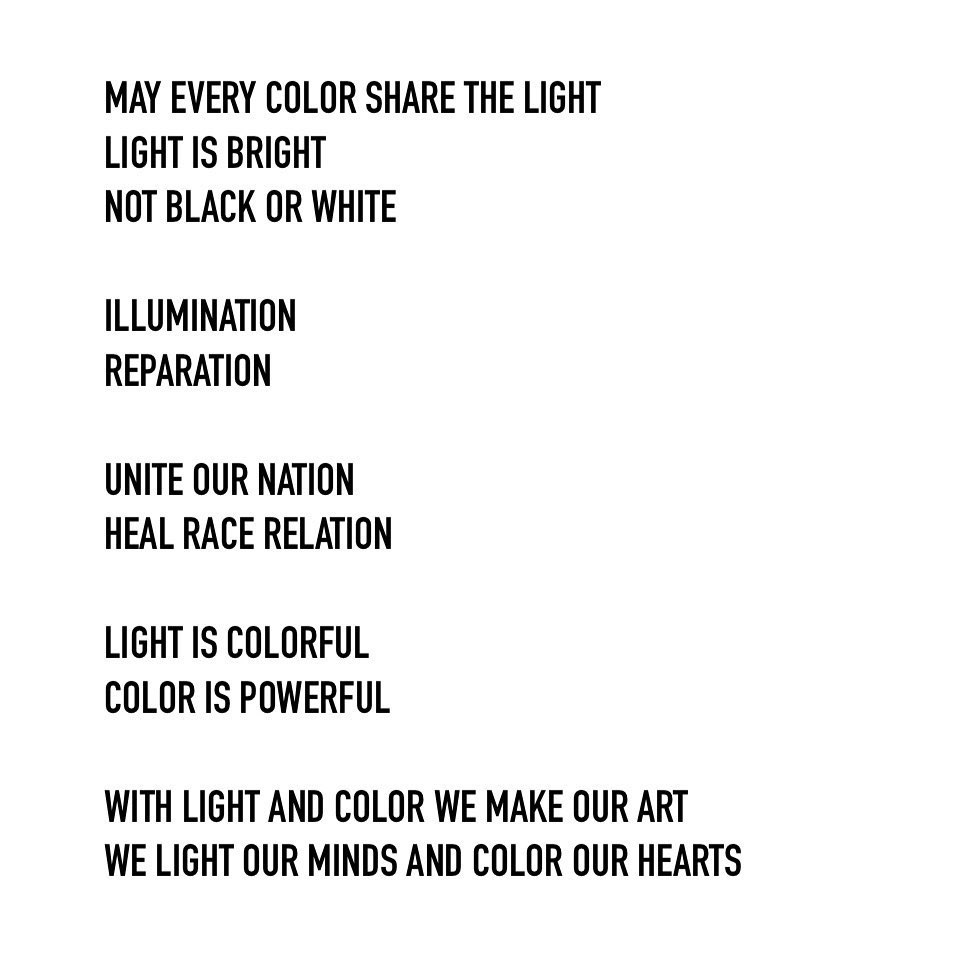 MAY EVERY COLOR SHARE THE LIGHT
LIGHT IS BRIGHT
NOT BLACK OR WHITE
ILLUMINATION
REPARATION
UNITE OUR NATION
HEAL RACE RELATION
LIGHT IS COLORFUL
COLOR IS POWERFUL
WITH LIGHT AND COLOR WE MAKE OUR ART
WE LIGHT OUR MINDS AND COLOR OUR HEARTS